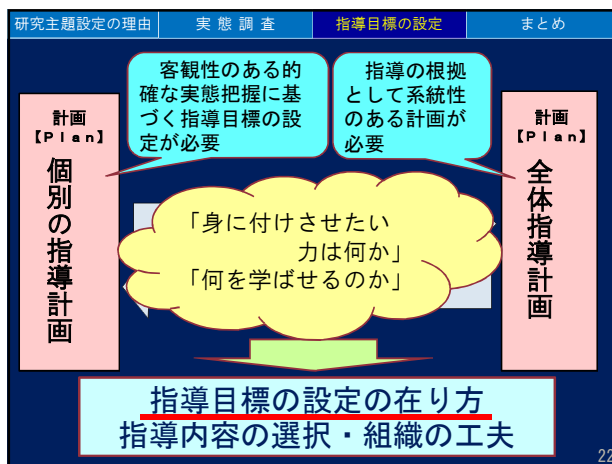 研究主題設定の理由
実 態 調 査
指導目標の設定
まとめ
客観性のある的
確な実態把握に基
づく指導目標の設
定が必要
指導の根拠
として系統性
のある計画が
必要
計画
【Ｐｌａｎ】
個別の指導計画
「身に付けさせたい
力は何か」
「何を学ばせるのか」
計画
【Ｐｌａｎ】
全体指導計画
指導目標の設定の在り方
指導内容の選択・組織の工夫
22